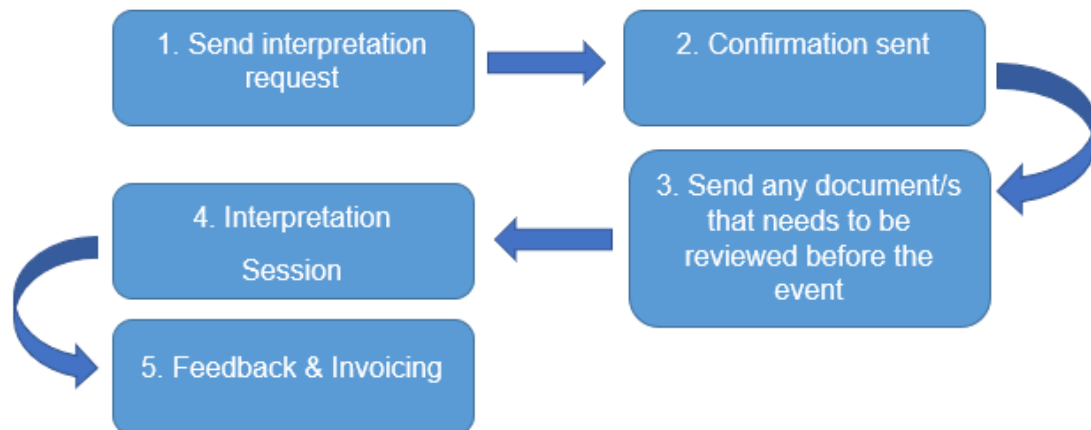 1. Send interpretation
request
2. Confirmation sent
3. Send any document/s
that needs to be
reviewed before the
event
4. Interpretation
Session
5. Feedback & Invoicing